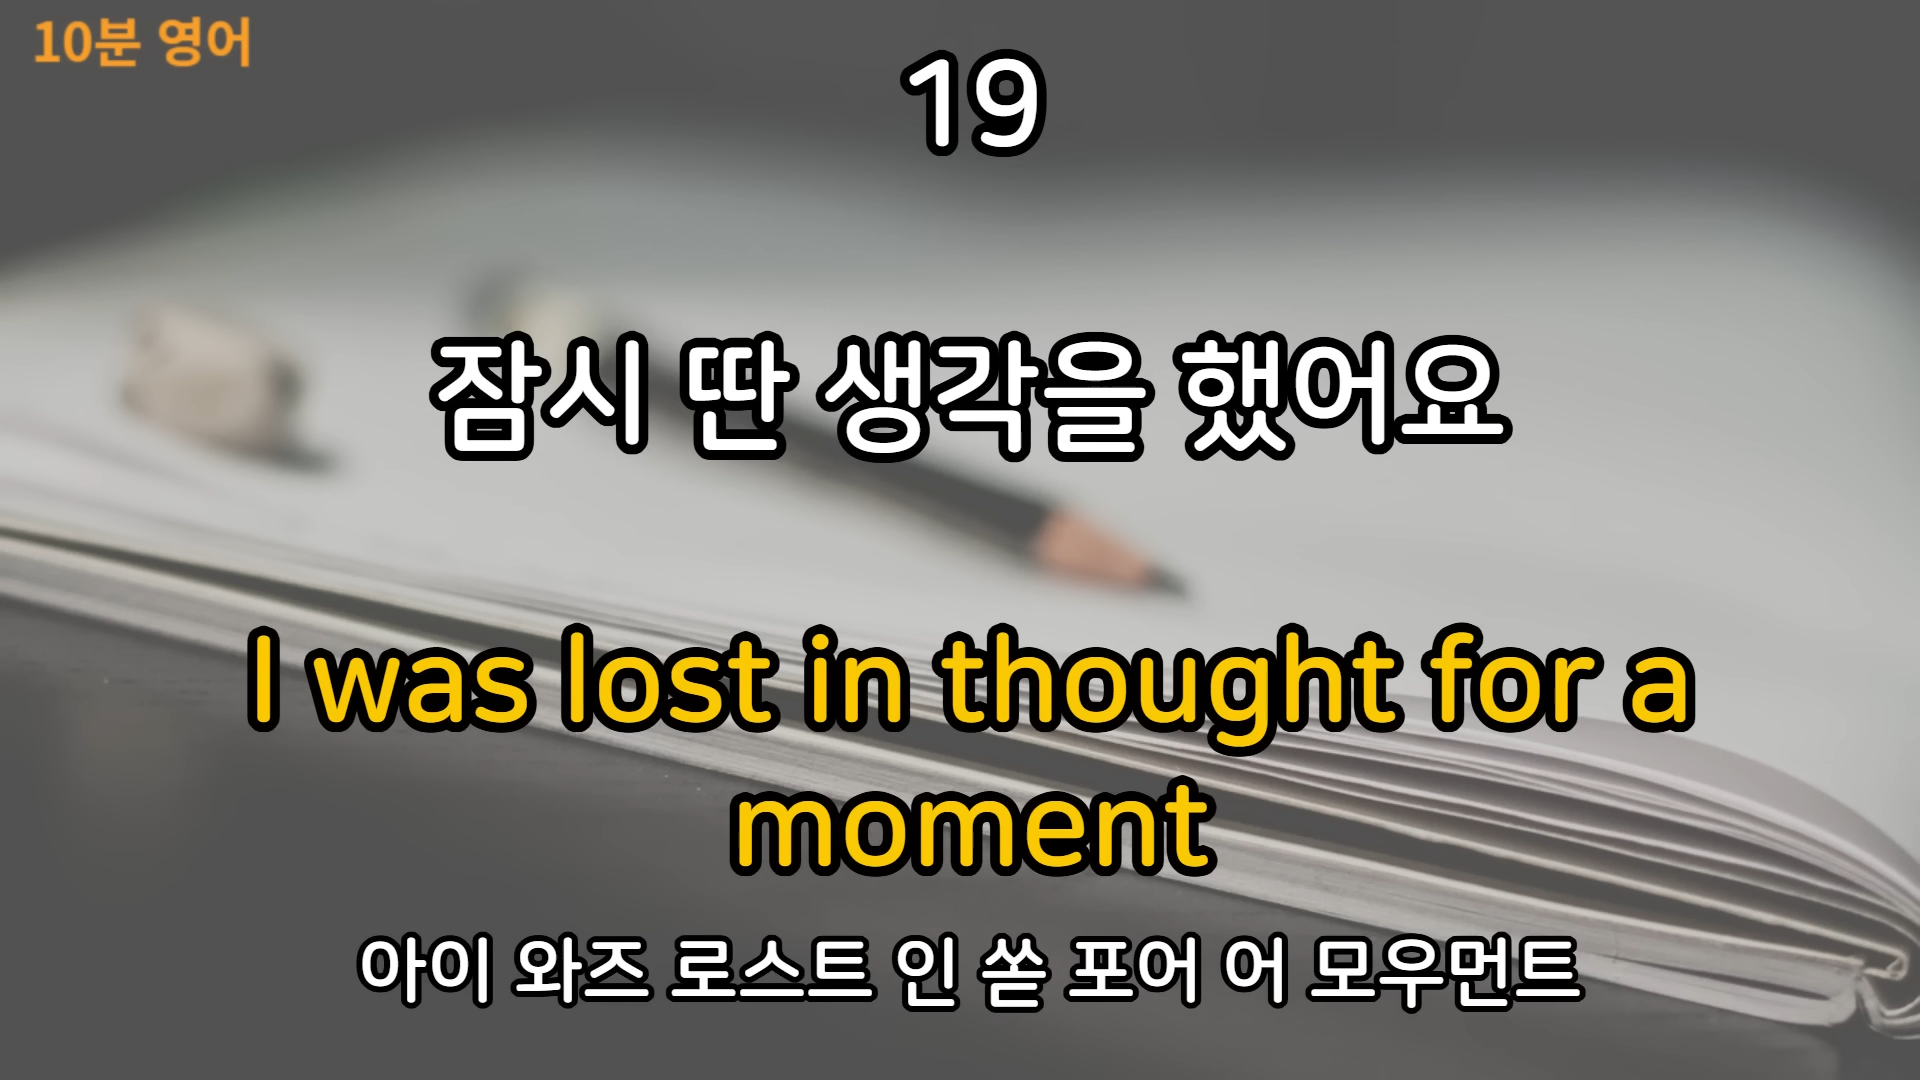 10분 영어
19
잠시 딴 생각을 했어요
I was lost in thought for a
moment
아이 와즈 로스트 인 쏟 포어 어 모우먼트